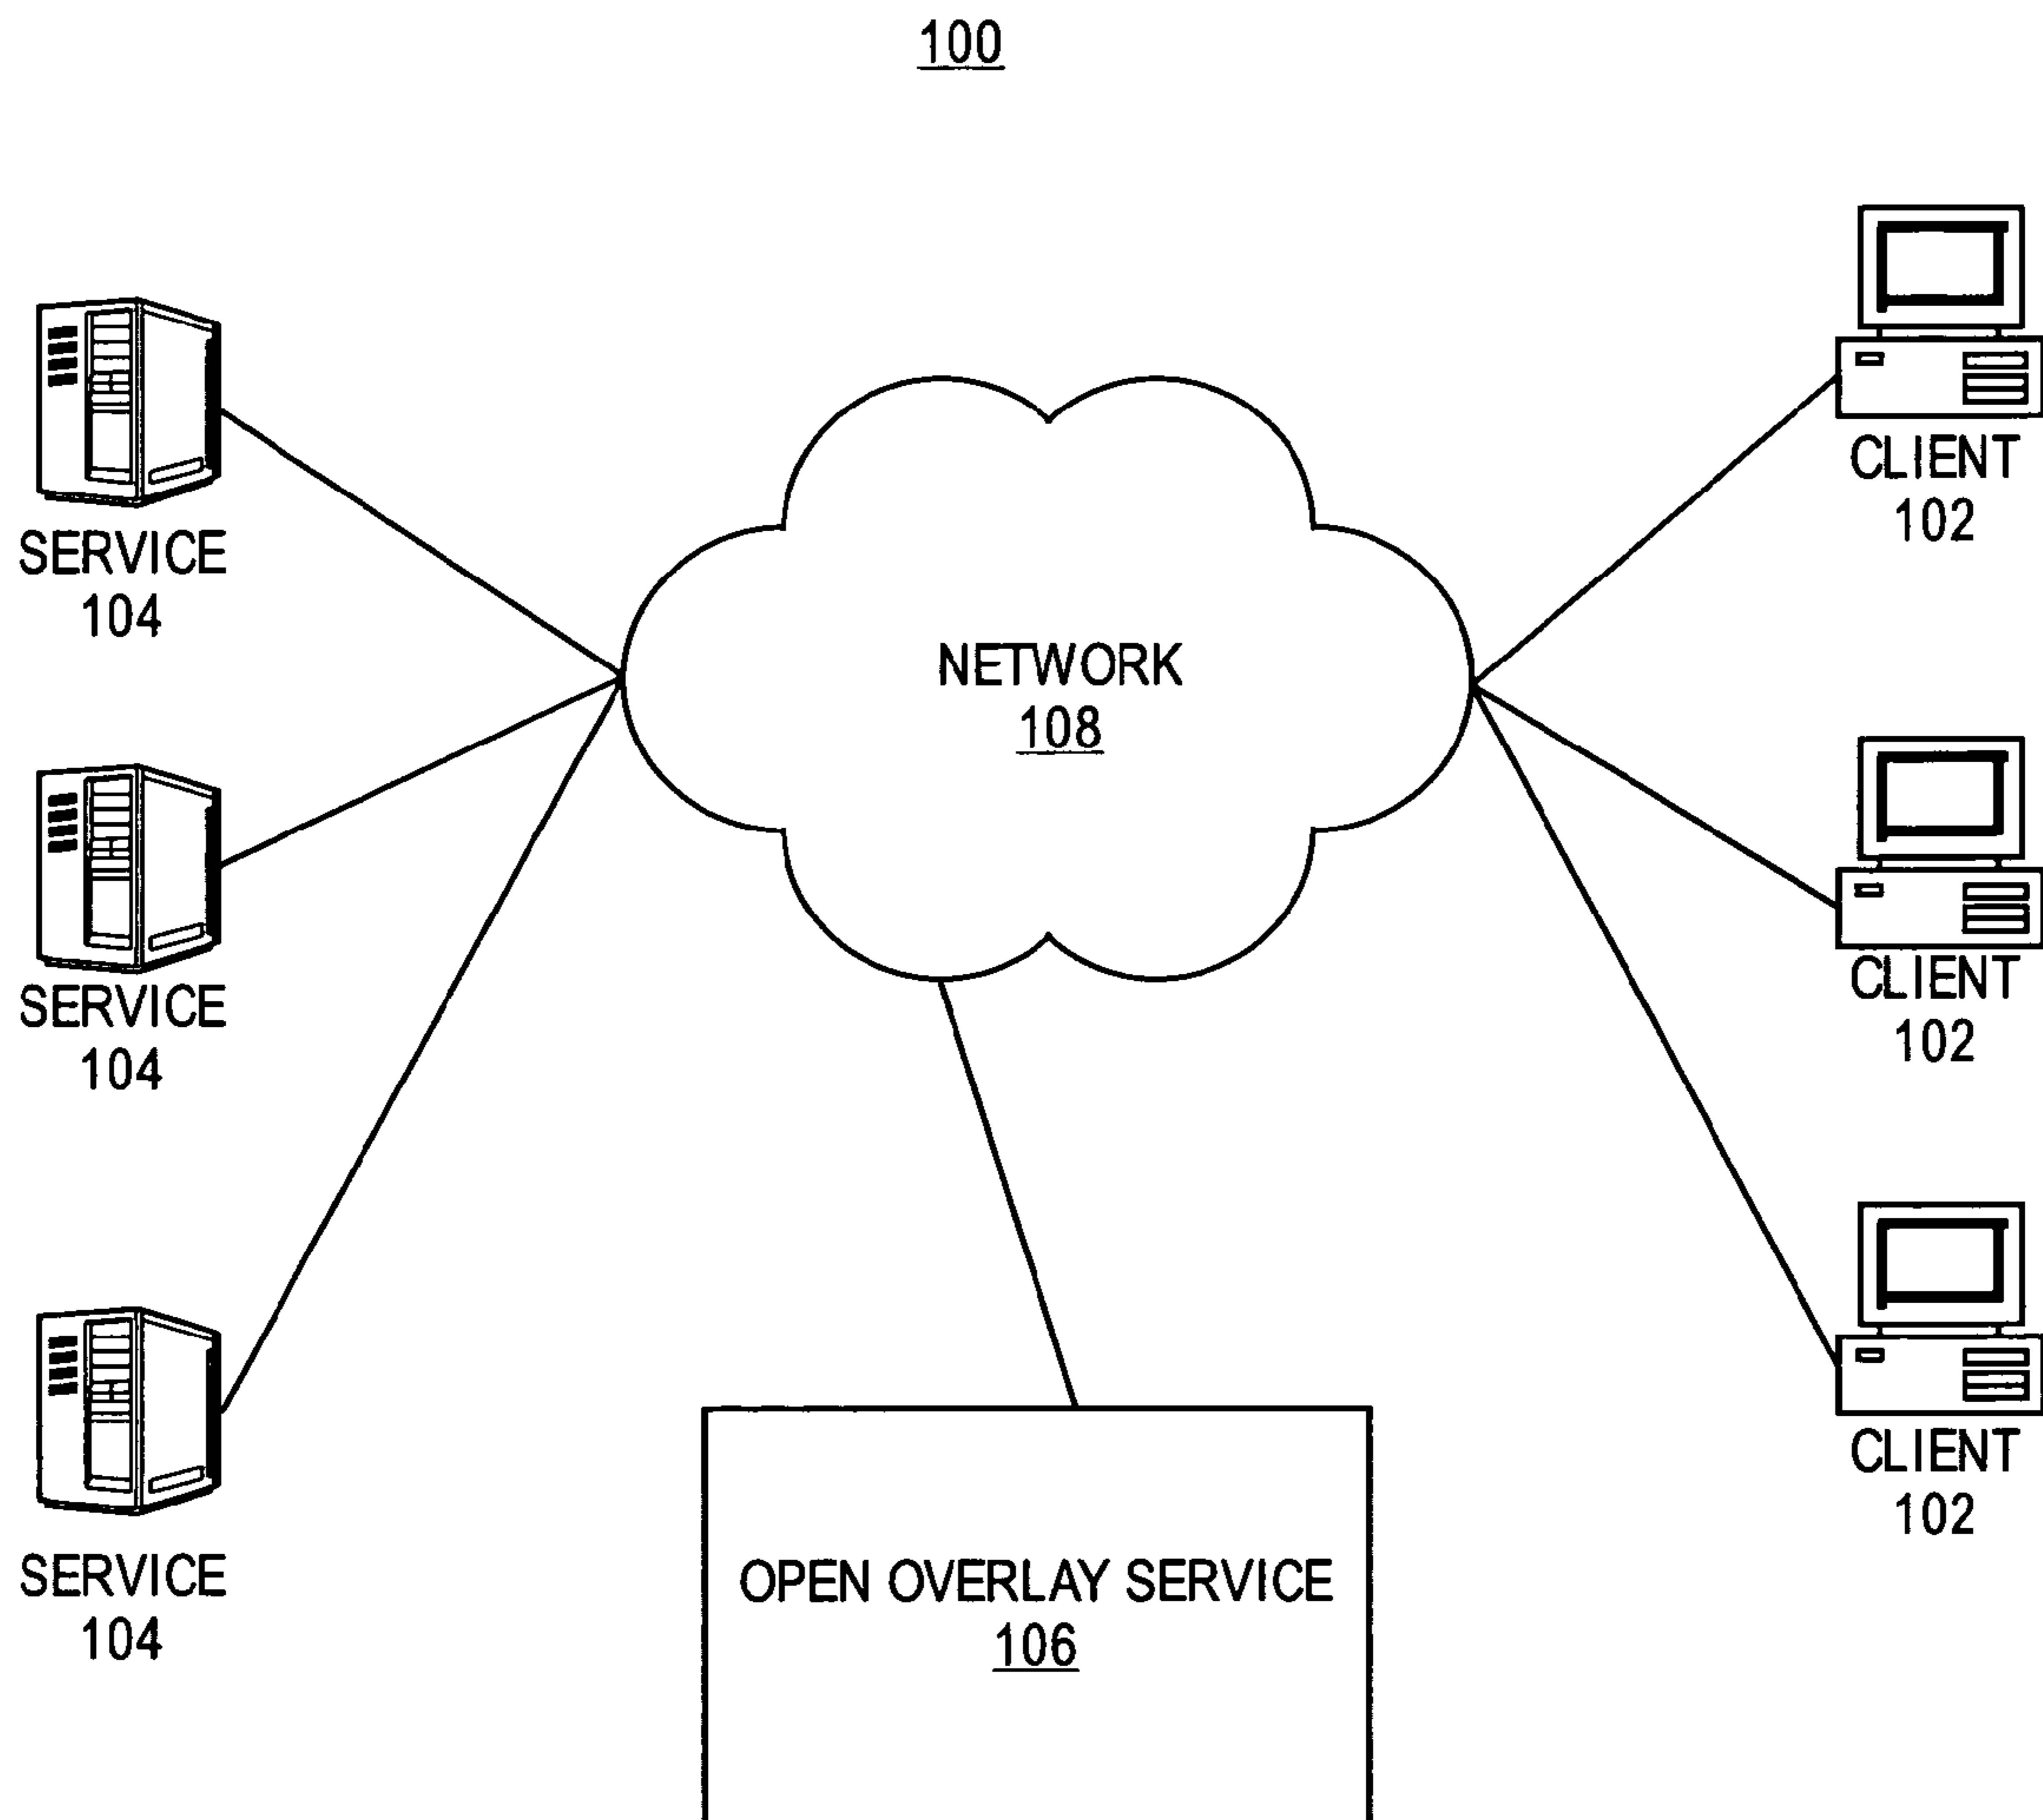 100
CLIENT
102
SERVICE
104
NETWORK
108
SERVICE
104
CLIENT
102
SERVICE
104
OPEN OVERLAY SERVICE
106
CLIENT
102